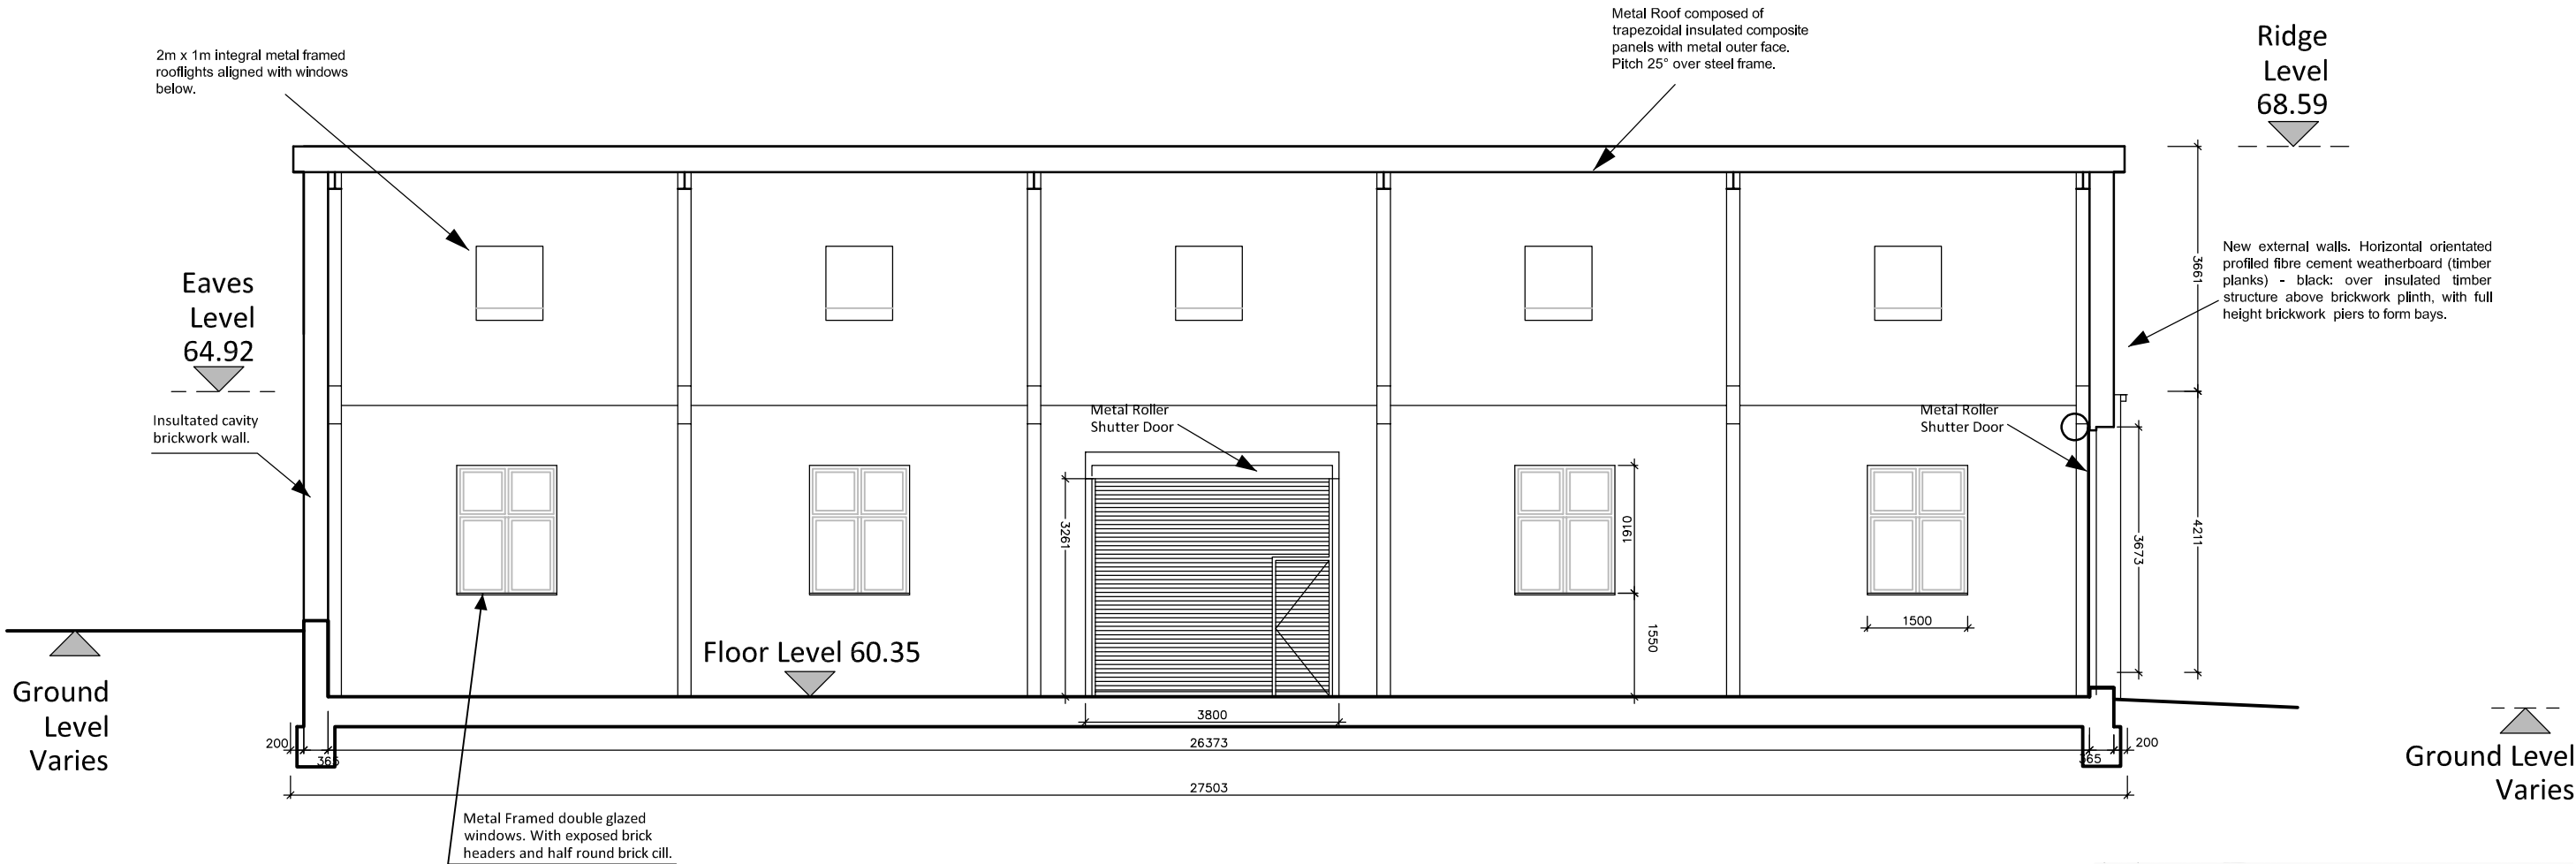 Metal Roof composed of
trapezoidal insulated composite
panels with metal outer face.
Pitch 25° over steel frame.
Ridge
Level
68.59
2m x 1m integral metal framed
rooflights aligned with windows
below.
New external walls. Horizontal orientated
profiled fibre cement weatherboard (timber
planks) - black: over insulated timber
structure above brickwork plinth, with full
height brickwork piers to form bays.
3661
Eaves
Level
64.92
Insultated cavity
brickwork wall.
Metal Roller
Shutter Door
Metal Roller
Shutter Door
3261
1910
3673
4211
1550
1500
Floor Level 60.35
Ground
Level
Varies
3800
200
365
26373
365
200
Ground Level
Varies
27503
Metal Framed double glazed
windows. With exposed brick
headers and half round brick cill.